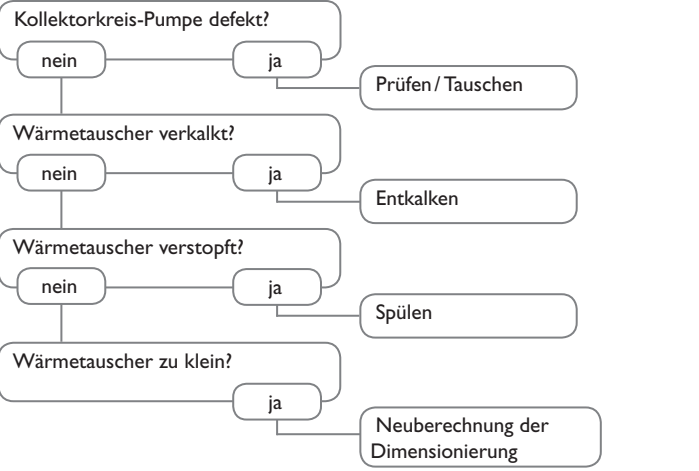 Kollektorkreis-Pumpe defekt?
nein
ja
Prüfen / Tauschen
Wärmetauscher verkalkt?
nein
ja
Entkalken
Wärmetauscher verstopft?
nein
ja
Spülen
Wärmetauscher zu klein?
ja
Neuberechnung der
Dimensionierung